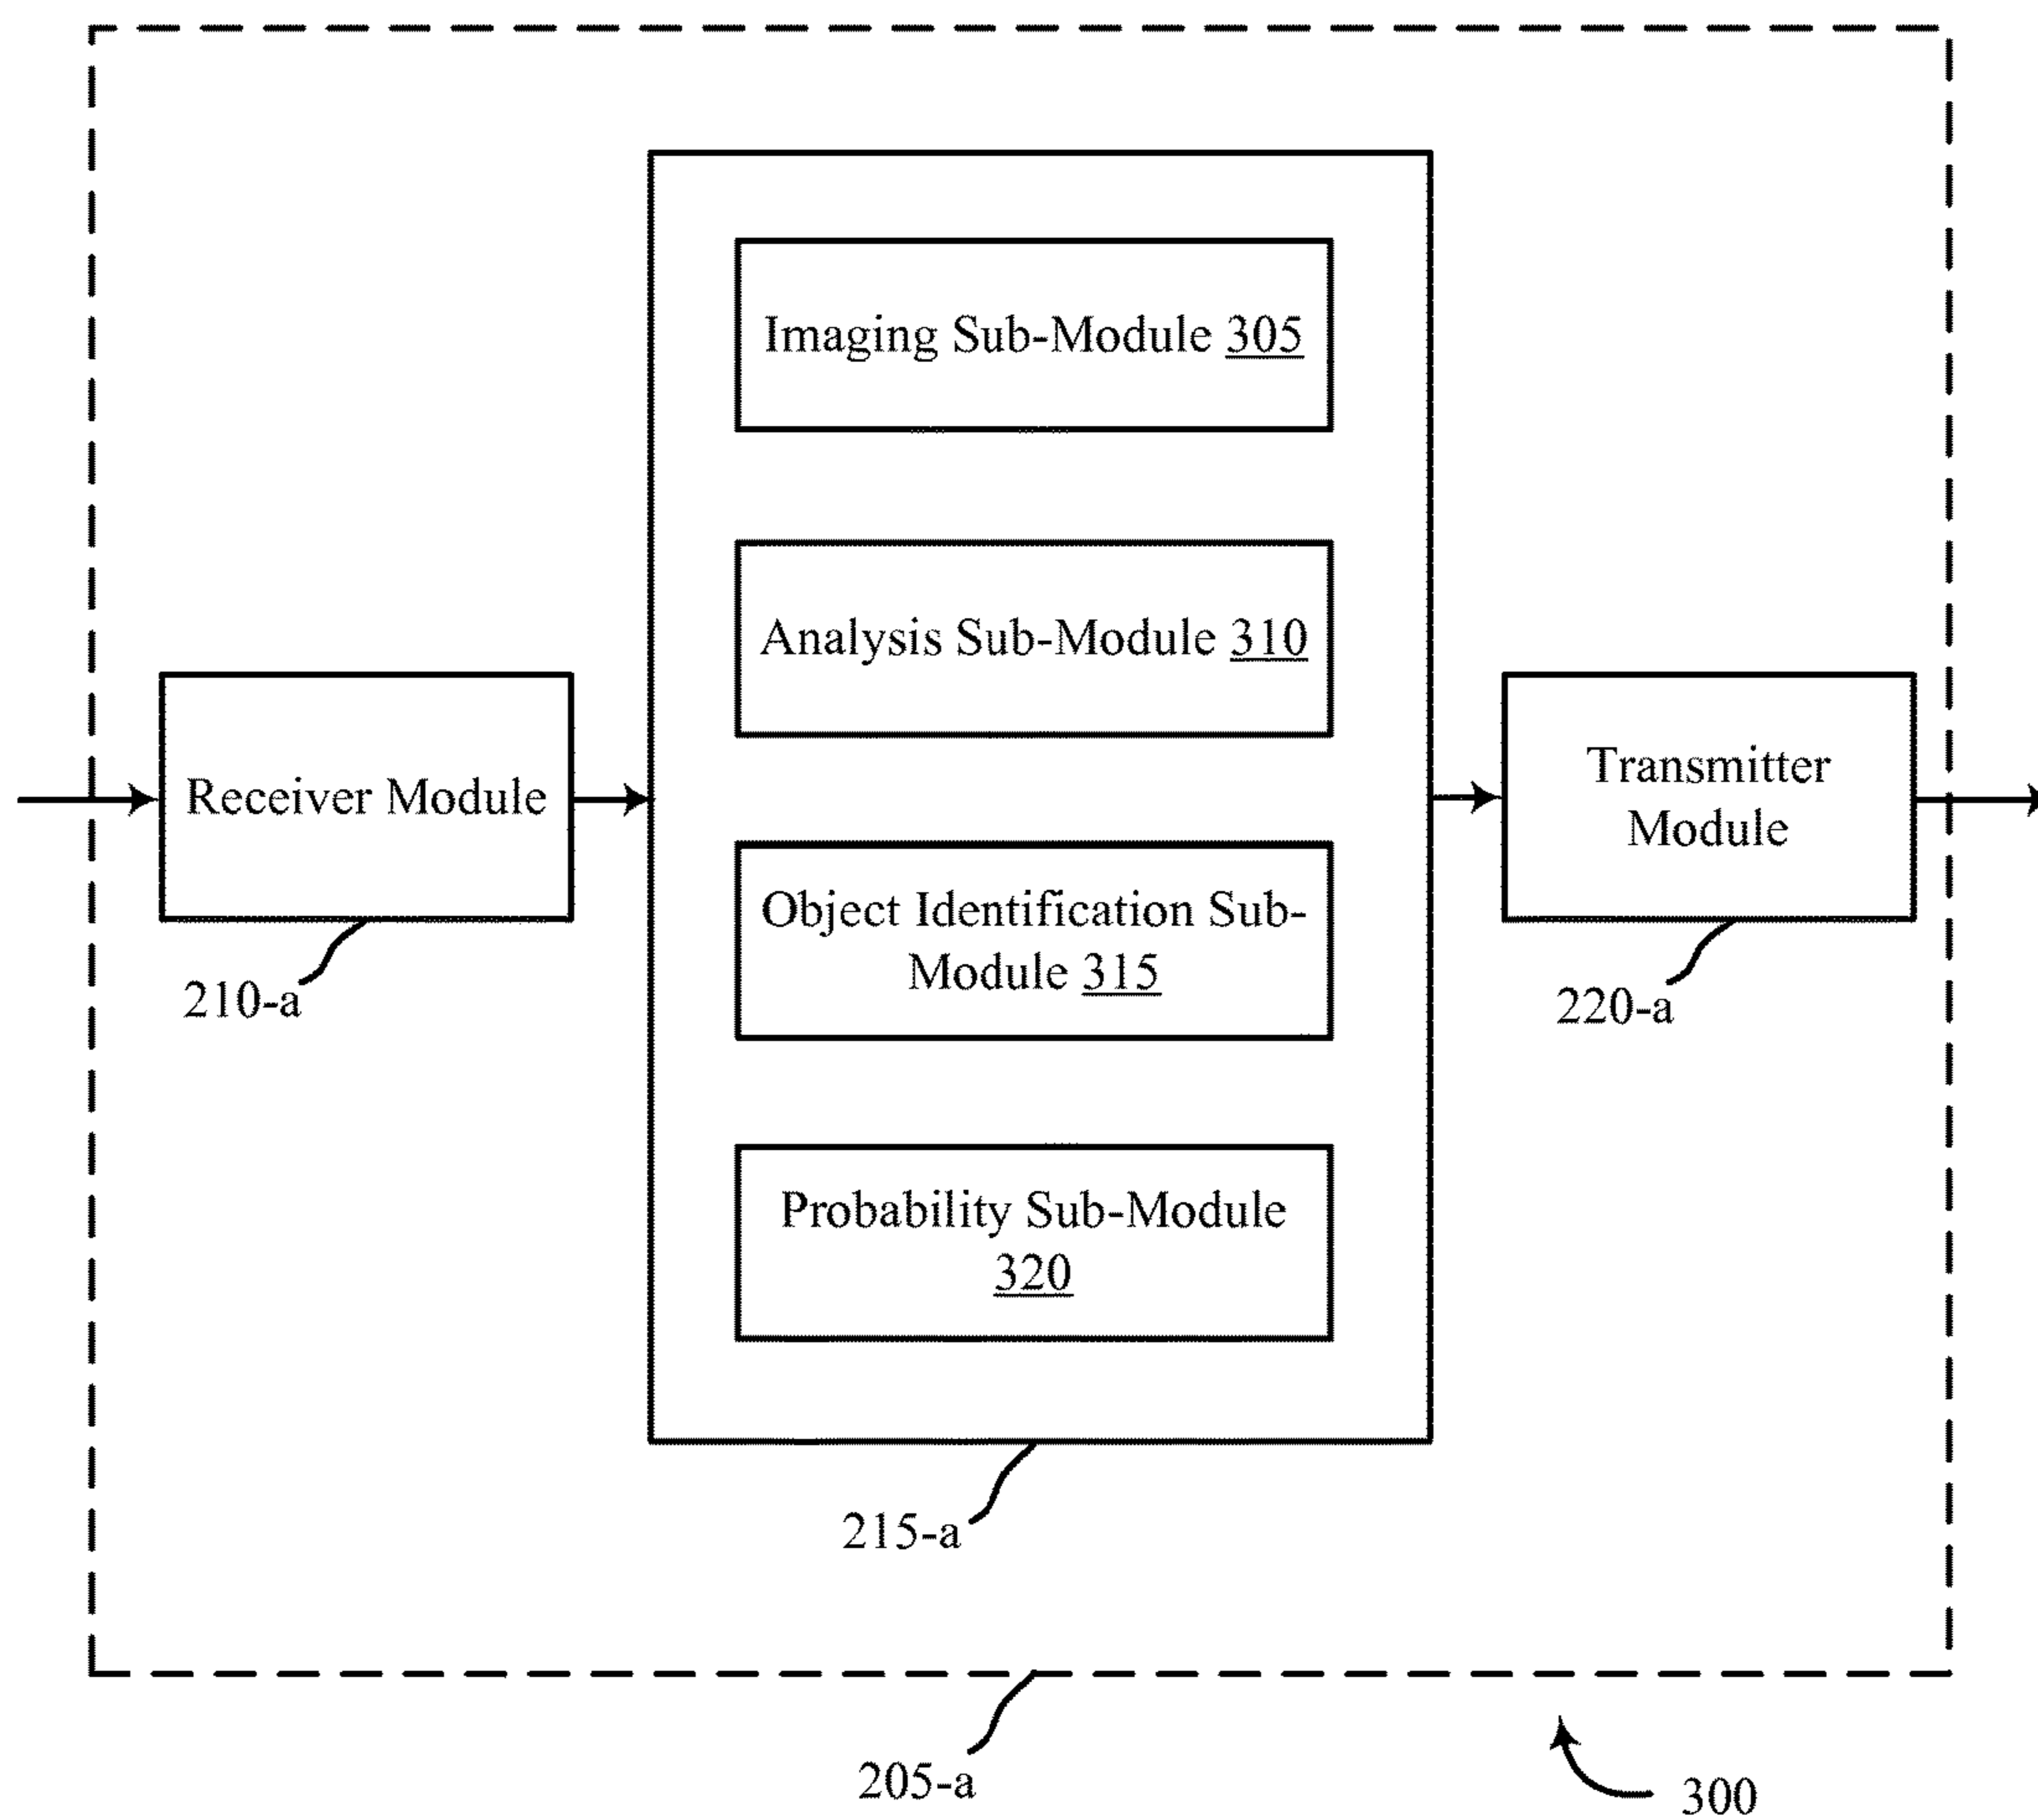 Imaging Sub-Module 305
Analysis Sub-Module 310
Receiver Module
Transmitter
Module
Object Identification Sub-
Module 315
210-a
220-a
Probability Sub-Module
320
215-a
205-a
300